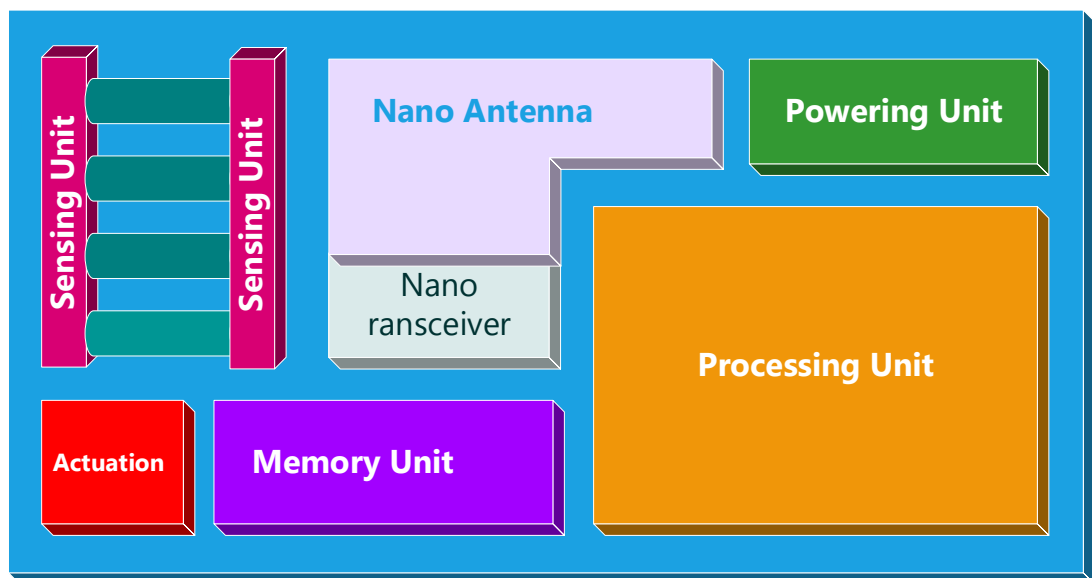 Sensing Unit
Sensing Unit
Nano Antenna
Powering Unit
Nano
ransceiver
Processing Unit
Actuation
Memory Unit